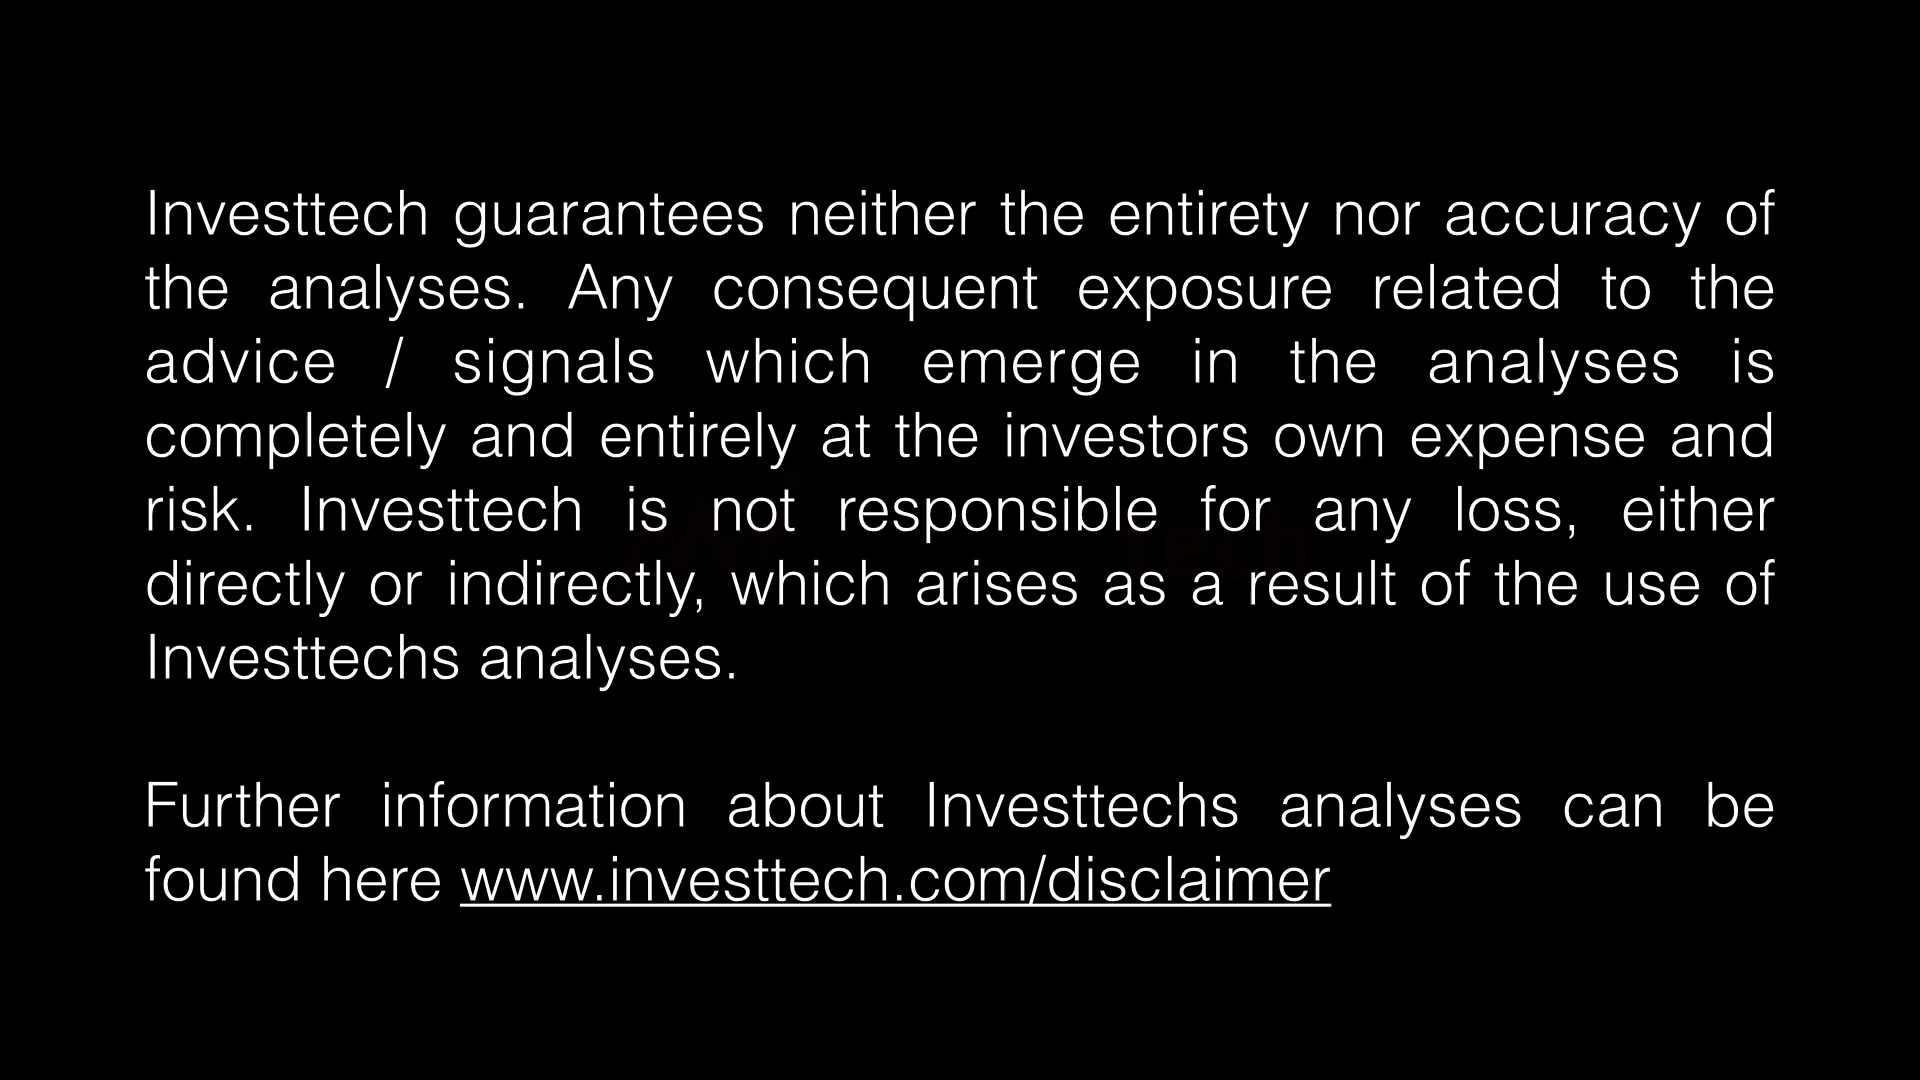 Investtech guarantees neither the entirety nor accuracy of
the analyses. Any consequent exposure related to the
advice / signals which emerge in the analyses is
completely and entirely at the investors own expense and
risk. Investtech is not responsible for any loss, either
directly or indirectly, which arises as a result of the use of
Investtechs analyses.
Further information about Investtechs analyses can be
found here www.investtech.com/disclaimer